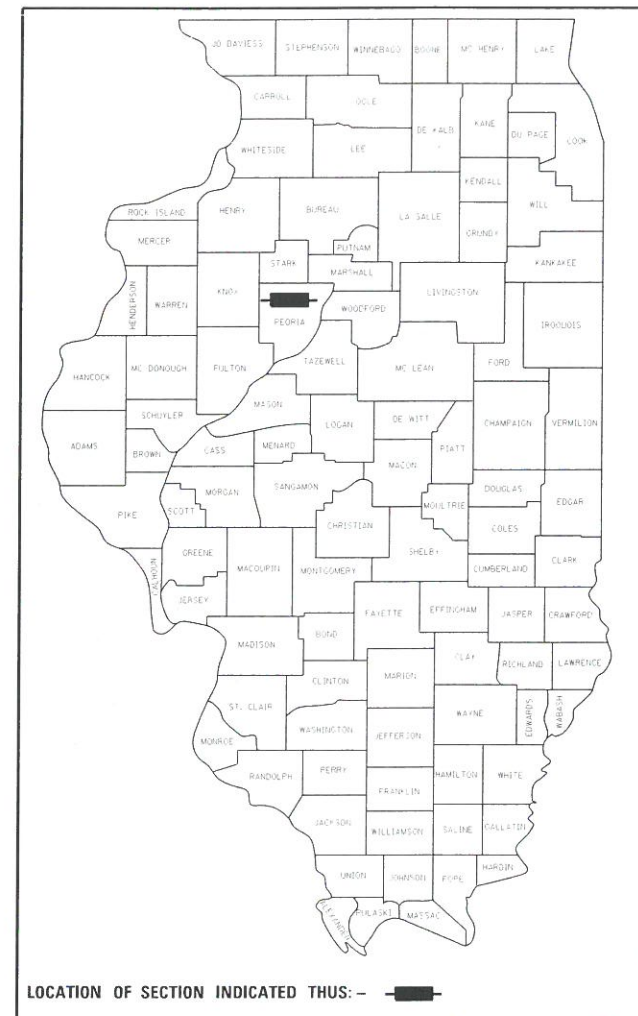 JO DAVIESS STEPHENSON WINNEBAGO BOONE MC HENRY LAKE
CARROLL OGLE DE KALB KANE DU PAGE COOK
WHITESIDE LEE KENDALL WILL
ROCK ISLAND HENRY BUREAU LA SALLE GRUNDY
MERCER PUTNAM KANKAKEE
STARK MARSHALL
HENDERSON WARREN KNOX PEORIA WOODFORD LIVINGSTON IROQUOIS
HANCOCK MC DONOUGH FULTON TAZEWELL MC LEAN FORD
SCHUYLER MASON LOGAN DE WITT CHAMPAIGN VERMILION
ADAMS BROWN CASS MENARD PIATT
MACON
PIKE SCOTT MORGAN SANGAMON MOULTRIE DOUGLAS EDGAR
CHRISTIAN COLES
GREENE MACOUPIN MONTGOMERY SHELBY CUMBERLAND CLARK
CALHOUN JERSEY FAYETTE EFFINGHAM JASPER CRAWFORD
MADISON BOND
CLAY RICHLAND LAWRENCE
CLINTON MARION
ST. CLAIR WAYNE EDWARDS WABASH
WASHINGTON JEFFERSON
MONROE
RANDOLPH PERRY HAMILTON WHITE
FRANKLIN
JACKSON WILLIAMSON SALINE GALLATIN
UNION JOHNSON POPE HARDIN
ALEXANDER PULASKI MASSAC
LOCATION OF SECTION INDICATED THUS: –